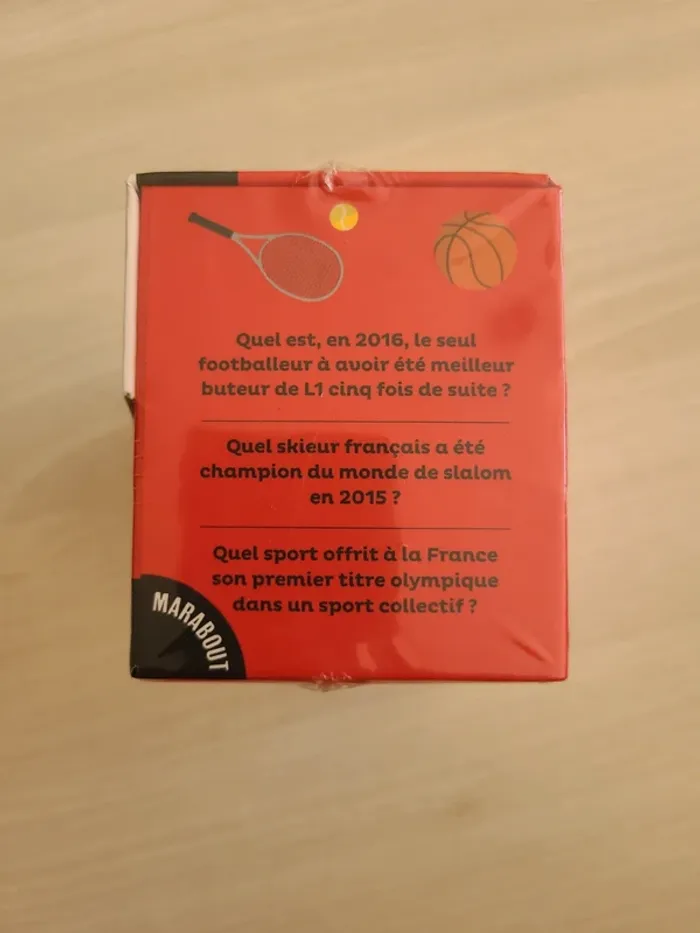 Quel est, en 2016, le seul
footballeur à avoir été meilleur
buteur de L1 cinq fois de suite ?
Quel skieur français a été
champion du monde de slalom
en 2015 ?
Quel sport offrit à la France
son premier titre olympique
dans un sport collectif ?
MARABOUT